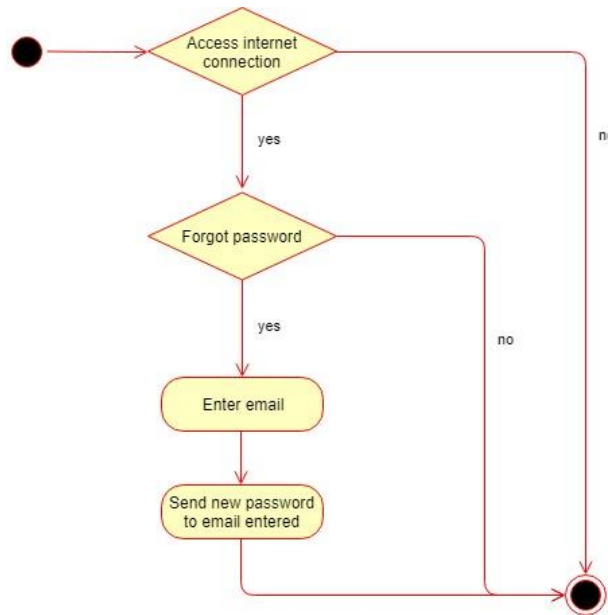 Access internet
connection
yes
Forgot password
yes
no
Enter email
Send new password
to email entered